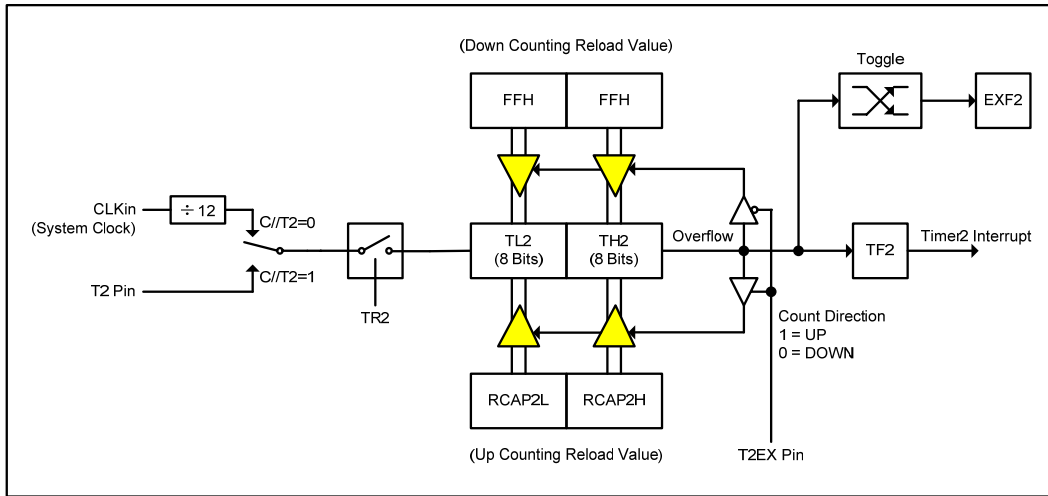 (Down Counting Reload Value)
Toggle
FFH
FFH
EXF2
CLKin
(System Clock)
÷ 12
C//T2=0
C//T2=1
T2 Pin
TR2
TL2
(8 Bits)
TH2
(8 Bits)
Overflow
TF2
Timer2 Interrupt
Count Direction
1 = UP
0 = DOWN
RCAP2L
RCAP2H
(Up Counting Reload Value)
T2EX Pin